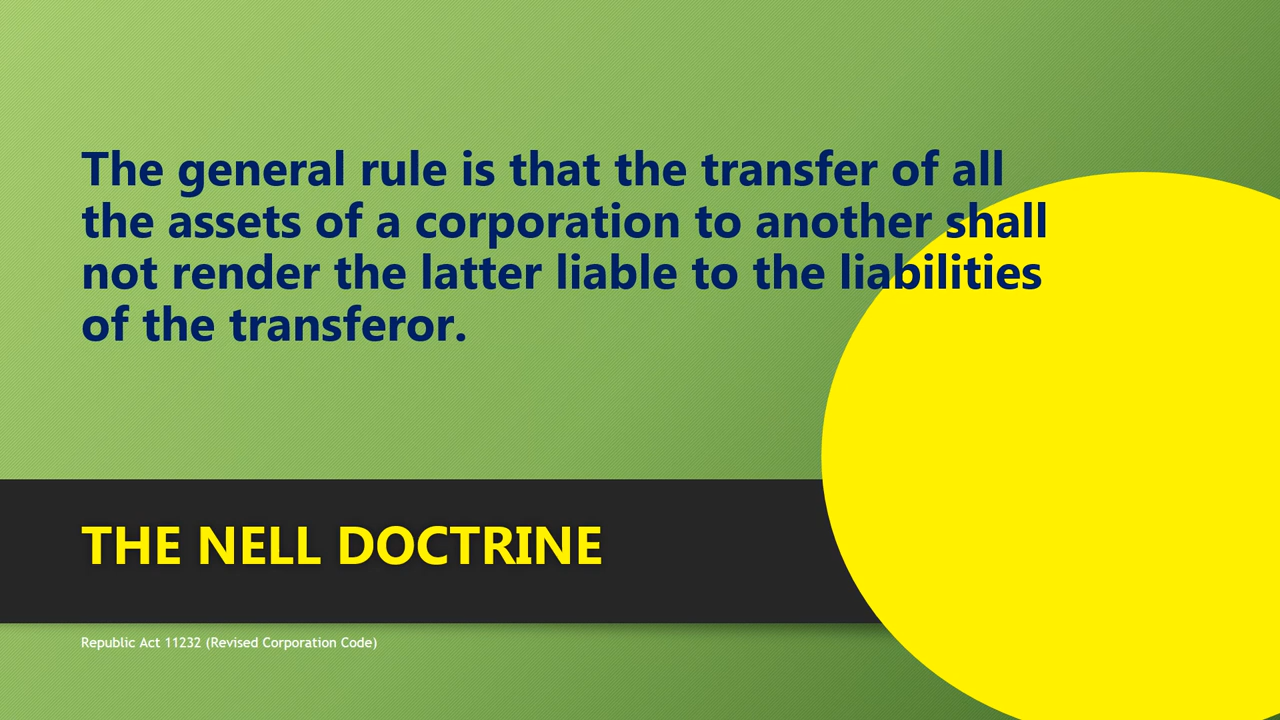 The general rule is that the transfer of all
the assets of a corporation to another shall
not render the latter liable to the liabilities
of the transferor.
THE NELL DOCTRINE
Republic Act 11232 (Revised Corporation Code)